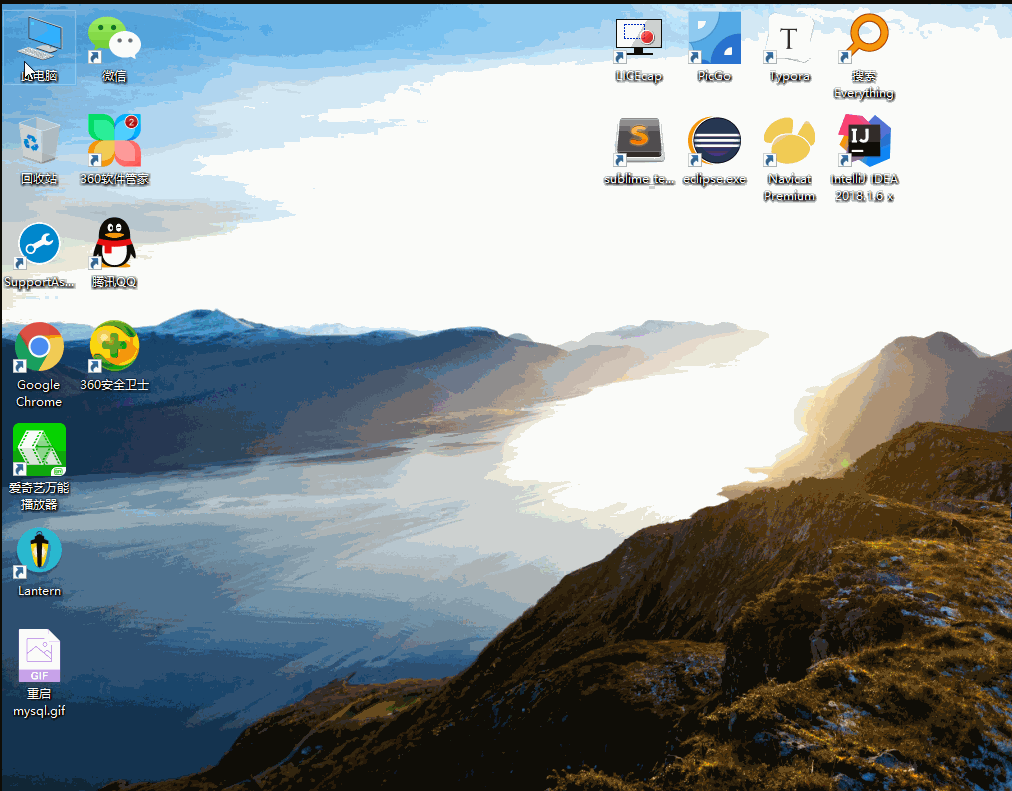 此电脑
微信
LICEcap
PicGo
T
Typora
搜索
Everything
2
回收站
360软件管家
S
sublime_te...
eclipse.exe
Navicat
Premium
IJ
IntelliJ IDEA
2018.1.6 x
SupportAs...
腾讯QQ
Google
Chrome
360安全卫士
爱奇艺万能
播放器
Lantern
GIF
重启
mysql.gif